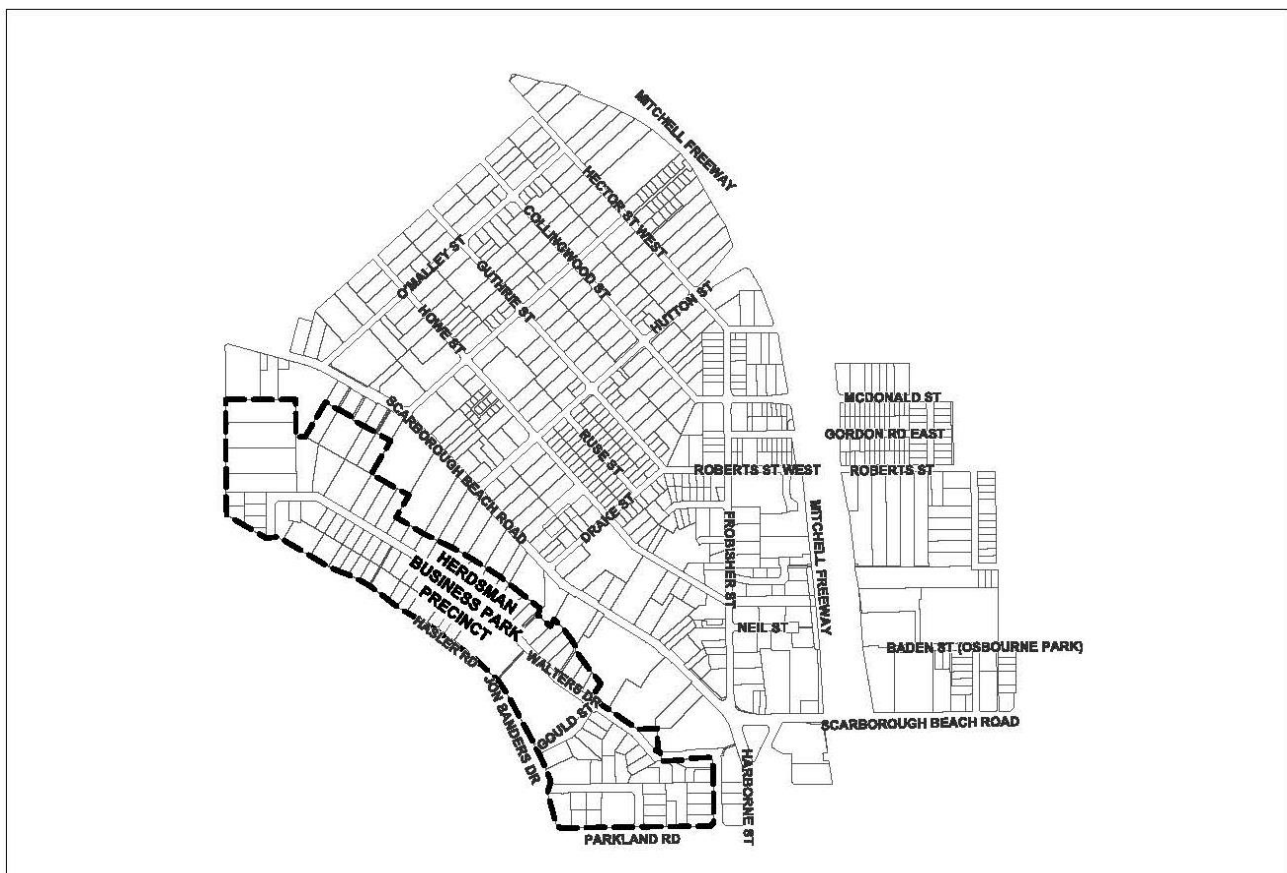 MITCHELL FREEWAY
HECTOR ST WEST
COLLINGWOOD ST
O'MALLEY ST
GUTHRIE ST
HUTTON ST
HOWE ST
SCARBOROUGH BEACH ROAD
MCDONALD ST
GORDON RD EAST
RUSE ST
ROBERTS ST WEST
ROBERTS ST
DRAKE ST
FROBISHER ST
MITCHELL FREEWAY
HERDSMAN
BUSINESS PARK
PRECINCT
NEIL ST
BADEN ST (OSBOURNE PARK)
HASLER RD
WALTERS DR
JON SANDERS DR
GOULD ST
SCARBOROUGH BEACH ROAD
HARBORNE ST
PARKLAND RD